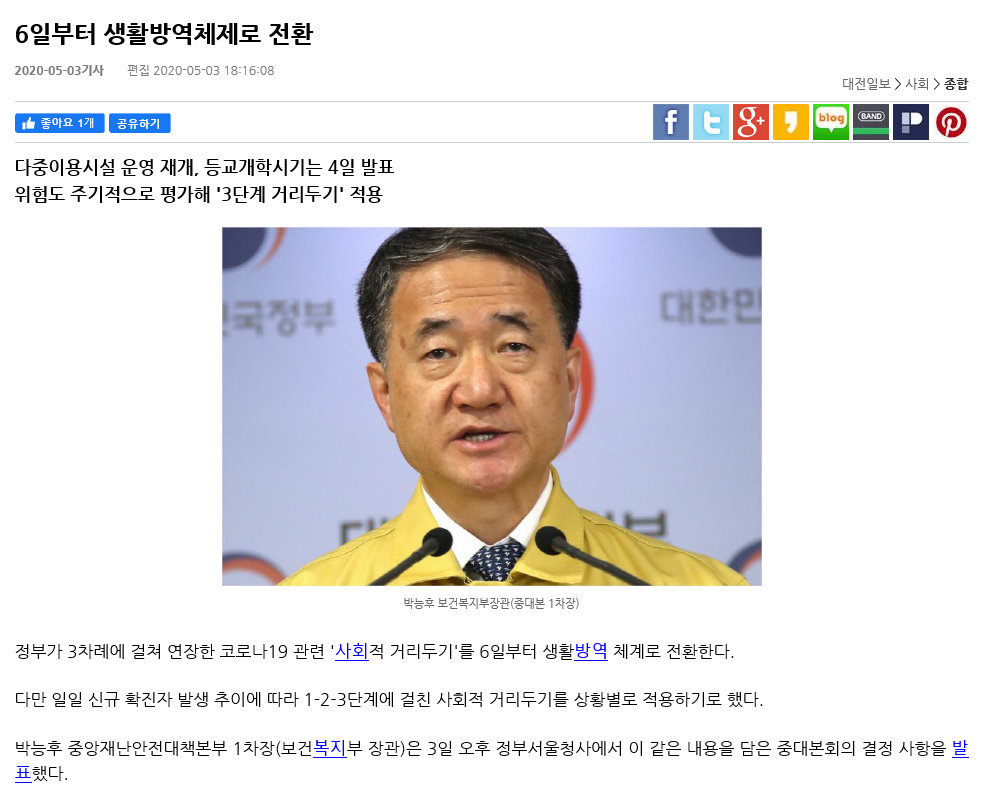 6일부터 생활방역체제로 전환
2020-05-03기사 편집 2020-05-03 18:16:08
대전일보 > 사회 > 종합
좋아요 1개 공유하기
f t g+ blog BAND P
다중이용시설 운영 재개, 등교개학시기는 4일 발표
위험도 주기적으로 평가해 '3단계 거리두기' 적용
국정부 대한민
박능후 보건복지부장관(중대본 1차장)
정부가 3차례에 걸쳐 연장한 코로나19 관련 '사회적 거리두기'를 6일부터 생활방역 체계로 전환한다.
다만 일일 신규 확진자 발생 추이에 따라 1-2-3단계에 걸친 사회적 거리두기를 상황별로 적용하기로 했다.
박능후 중앙재난안전대책본부 1차장(보건복지부 장관)은 3일 오후 정부서울청사에서 이 같은 내용을 담은 중대본회의 결정 사항을 발
표했다.